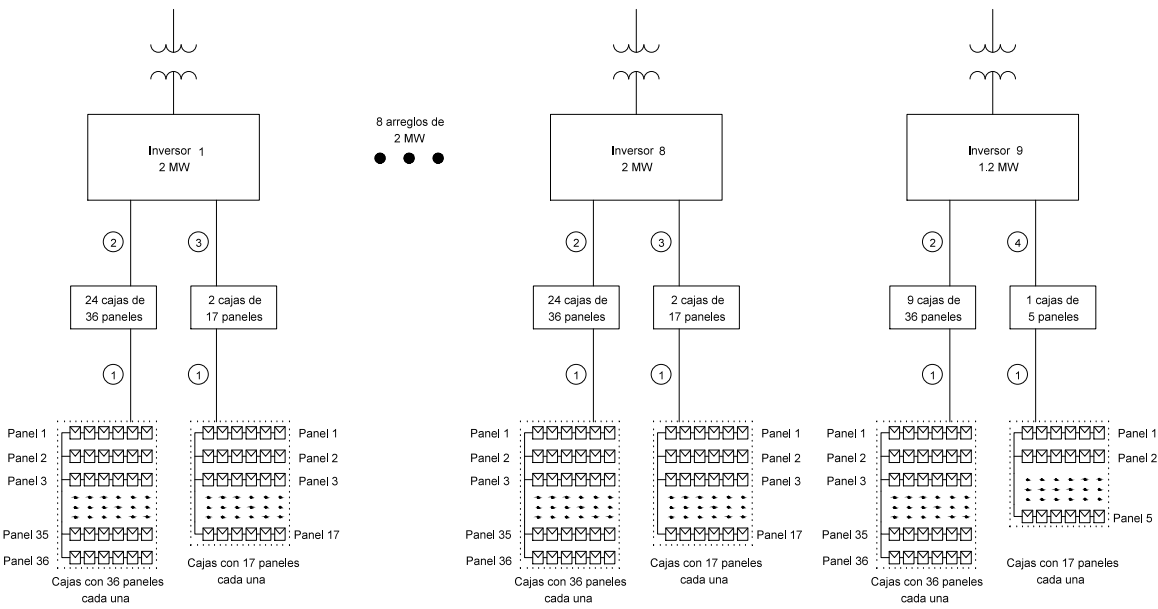 8 arreglos de
2 MW
Inversor 1
2 MW
Inversor 8
2 MW
Inversor 9
1.2 MW
2
3
2
3
2
4
24 cajas de
36 paneles
2 cajas de
17 paneles
24 cajas de
36 paneles
2 cajas de
17 paneles
9 cajas de
36 paneles
1 cajas de
5 paneles
1
1
1
1
1
1
Panel 1
Panel 2
Panel 3
Panel 35
Panel 36
Cajas con 36 paneles
cada una
Panel 1
Panel 2
Panel 3
Panel 17
Cajas con 17 paneles
cada una
Panel 1
Panel 2
Panel 3
Panel 35
Panel 36
Cajas con 36 paneles
cada una
Panel 1
Panel 2
Panel 3
Panel 17
Cajas con 17 paneles
cada una
Panel 1
Panel 2
Panel 3
Panel 35
Panel 36
Cajas con 36 paneles
cada una
Panel 1
Panel 2
Panel 5
Cajas con 17 paneles
cada una